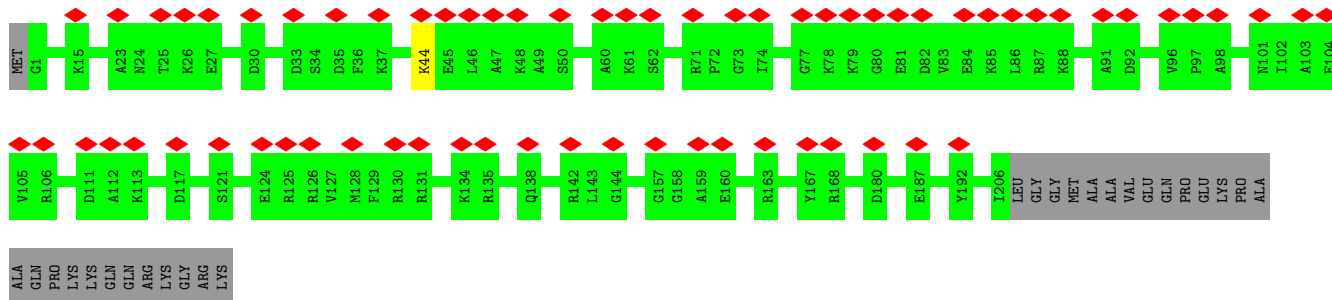 MET G1 K15 A23 N24 T25 K26 E27 D30 D33 S34 D35 F36 K37 K44 E45 L46 A47 K48 A49 S50 A60 K61 S62 R71 P72 G73 I74 G77 K78 K79 G80 E81 D82 V83 E84 K85 L86 R87 K88 A91 D92 V96 P97 A98 N101 I102 A103 E104
V105 R106 D111 A112 K113 D117 S121 E124 R125 R126 V127 M128 F129 R130 R131 K134 R135 Q138 R142 L143 G144 G157 G158 A159 E160 R163 Y167 R168 D180 E187 Y192 I206 LEU GLY GLY MET ALA ALA VAL GLU GLN PRO GLU LYS PRO ALA
ALA GLN PRO LYS LYS GLN GLN ARG LYS GLY ARG LYS